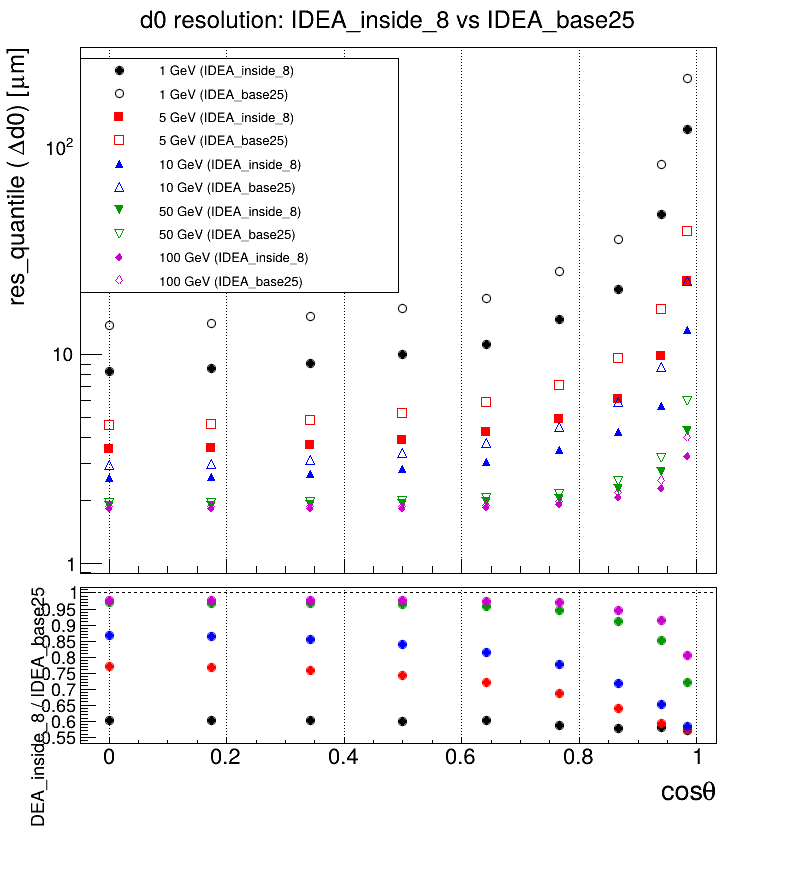 d0 resolution: IDEA_inside_8 vs IDEA_base25
res_quantile ( Δd0) [μm]
10²
10
1
1 GeV (IDEA_inside_8)
1 GeV (IDEA_base25)
5 GeV (IDEA_inside_8)
5 GeV (IDEA_base25)
10 GeV (IDEA_inside_8)
10 GeV (IDEA_base25)
50 GeV (IDEA_inside_8)
50 GeV (IDEA_base25)
100 GeV (IDEA_inside_8)
100 GeV (IDEA_base25)
DEA_inside_8 / IDEA_base25
1
0.95
0.9
0.85
0.8
0.75
0.7
0.65
0.6
0.55
0 0.2 0.4 0.6 0.8 1
cosθ